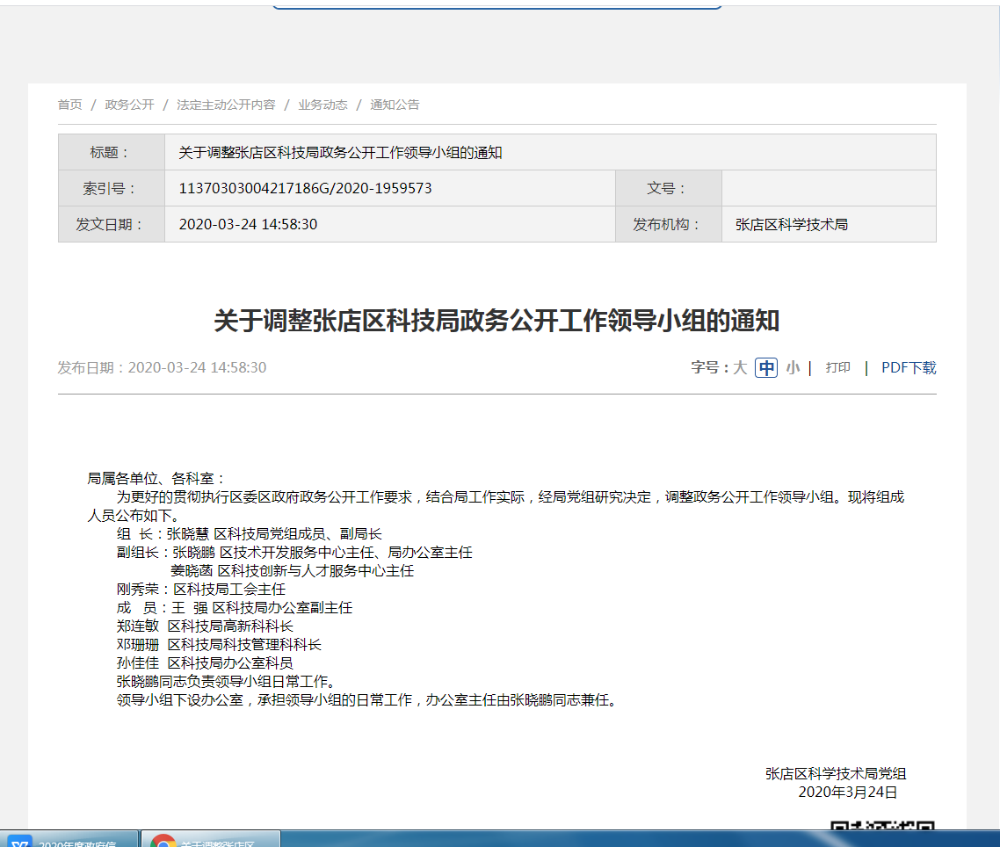 首页 / 政务公开 / 法定主动公开内容 / 业务动态 / 通知公告
标题： 关于调整张店区科技局政务公开工作领导小组的通知
索引号： 11370303004217186G/2020-1959573 文号：
发文日期： 2020-03-24 14:58:30 发布机构： 张店区科学技术局
关于调整张店区科技局政务公开工作领导小组的通知
发布日期：2020-03-24 14:58:30 字号：大 中 小 | 打印 | PDF下载
局属各单位、各科室：
为更好的贯彻执行区委区政府政务公开工作要求，结合局工作实际，经局党组研究决定，调整政务公开工作领导小组。现将组成
人员公布如下。
组 长：张晓慧 区科技局党组成员、副局长
副组长：张晓鹏 区技术开发服务中心主任、局办公室主任
姜晓菡 区科技创新与人才服务中心主任
刚秀荣：区科技局工会主任
成 员：王 强 区科技局办公室副主任
郑连敏 区科技局高新科科长
邓珊珊 区科技局科技管理科科长
孙佳佳 区科技局办公室科员
张晓鹏同志负责领导小组日常工作。
领导小组下设办公室，承担领导小组的日常工作，办公室主任由张晓鹏同志兼任。
张店区科学技术局党组
2020年3月24日
2020年度政府信
关于调整张店区